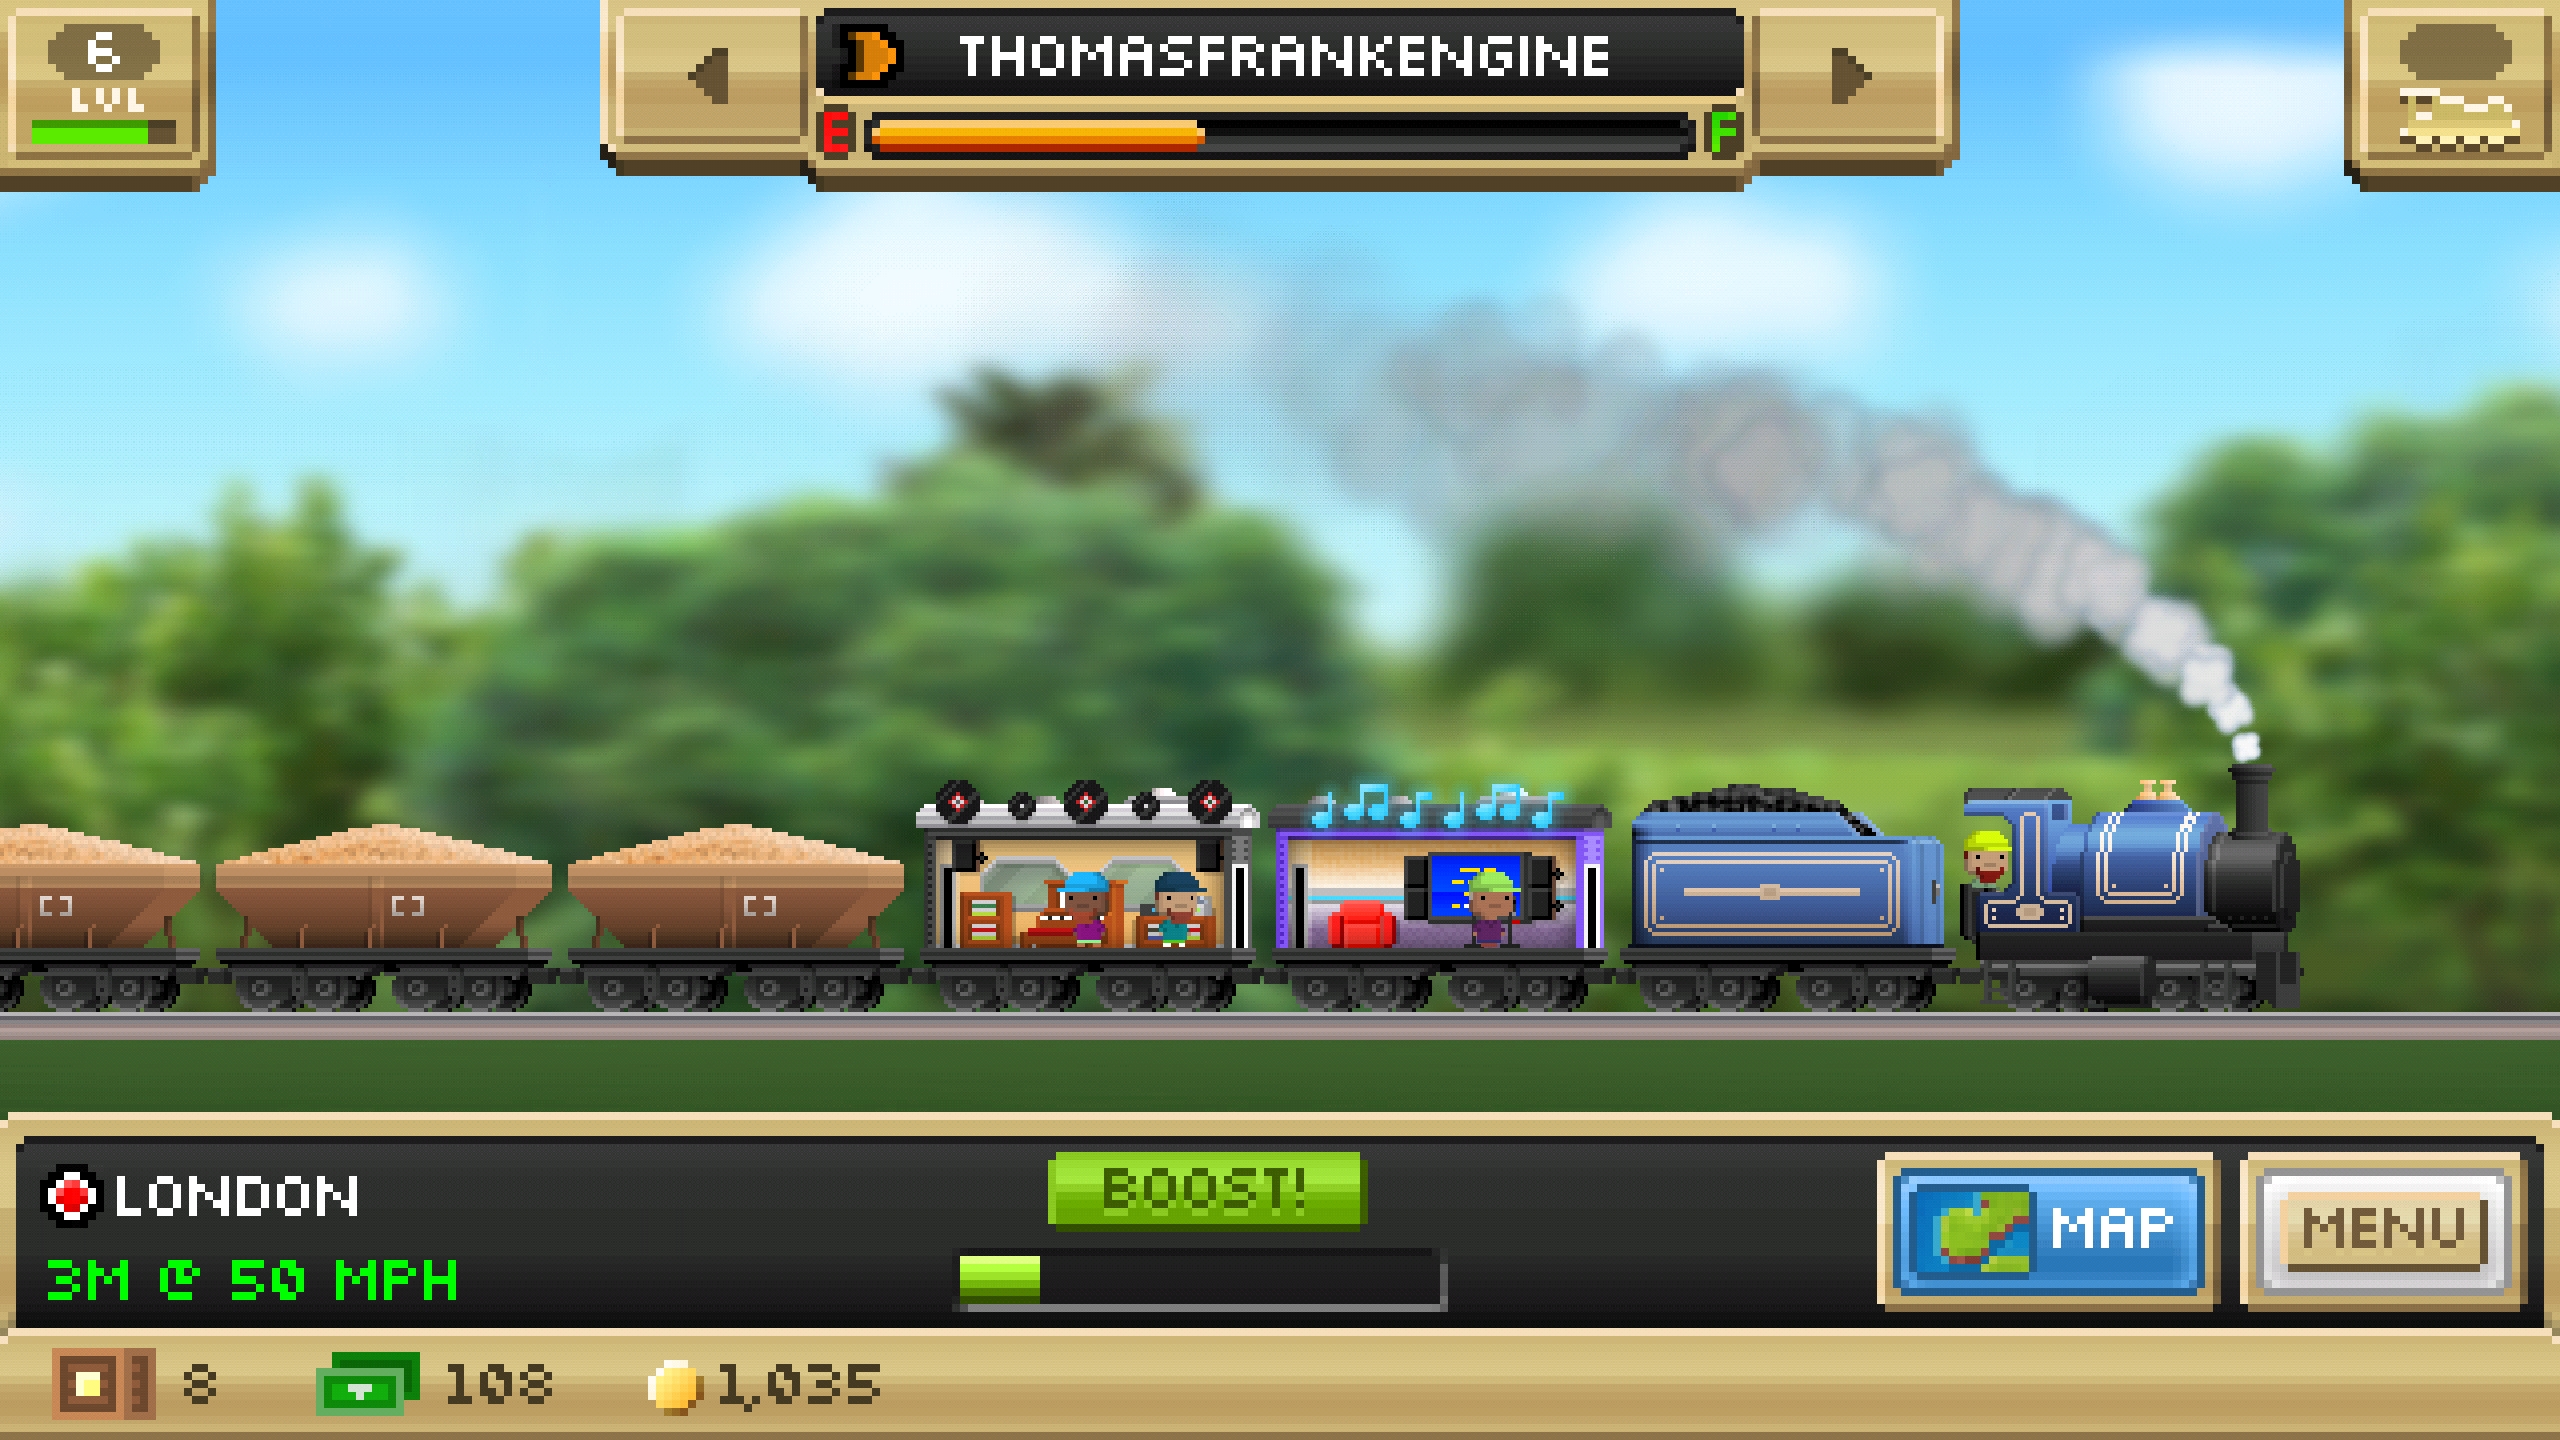 6
LVL
THOMASFRANKENGINE
E F
LONDON
BOOST!
3M @ 50 MPH
MAP
MENU
8
108
1,035